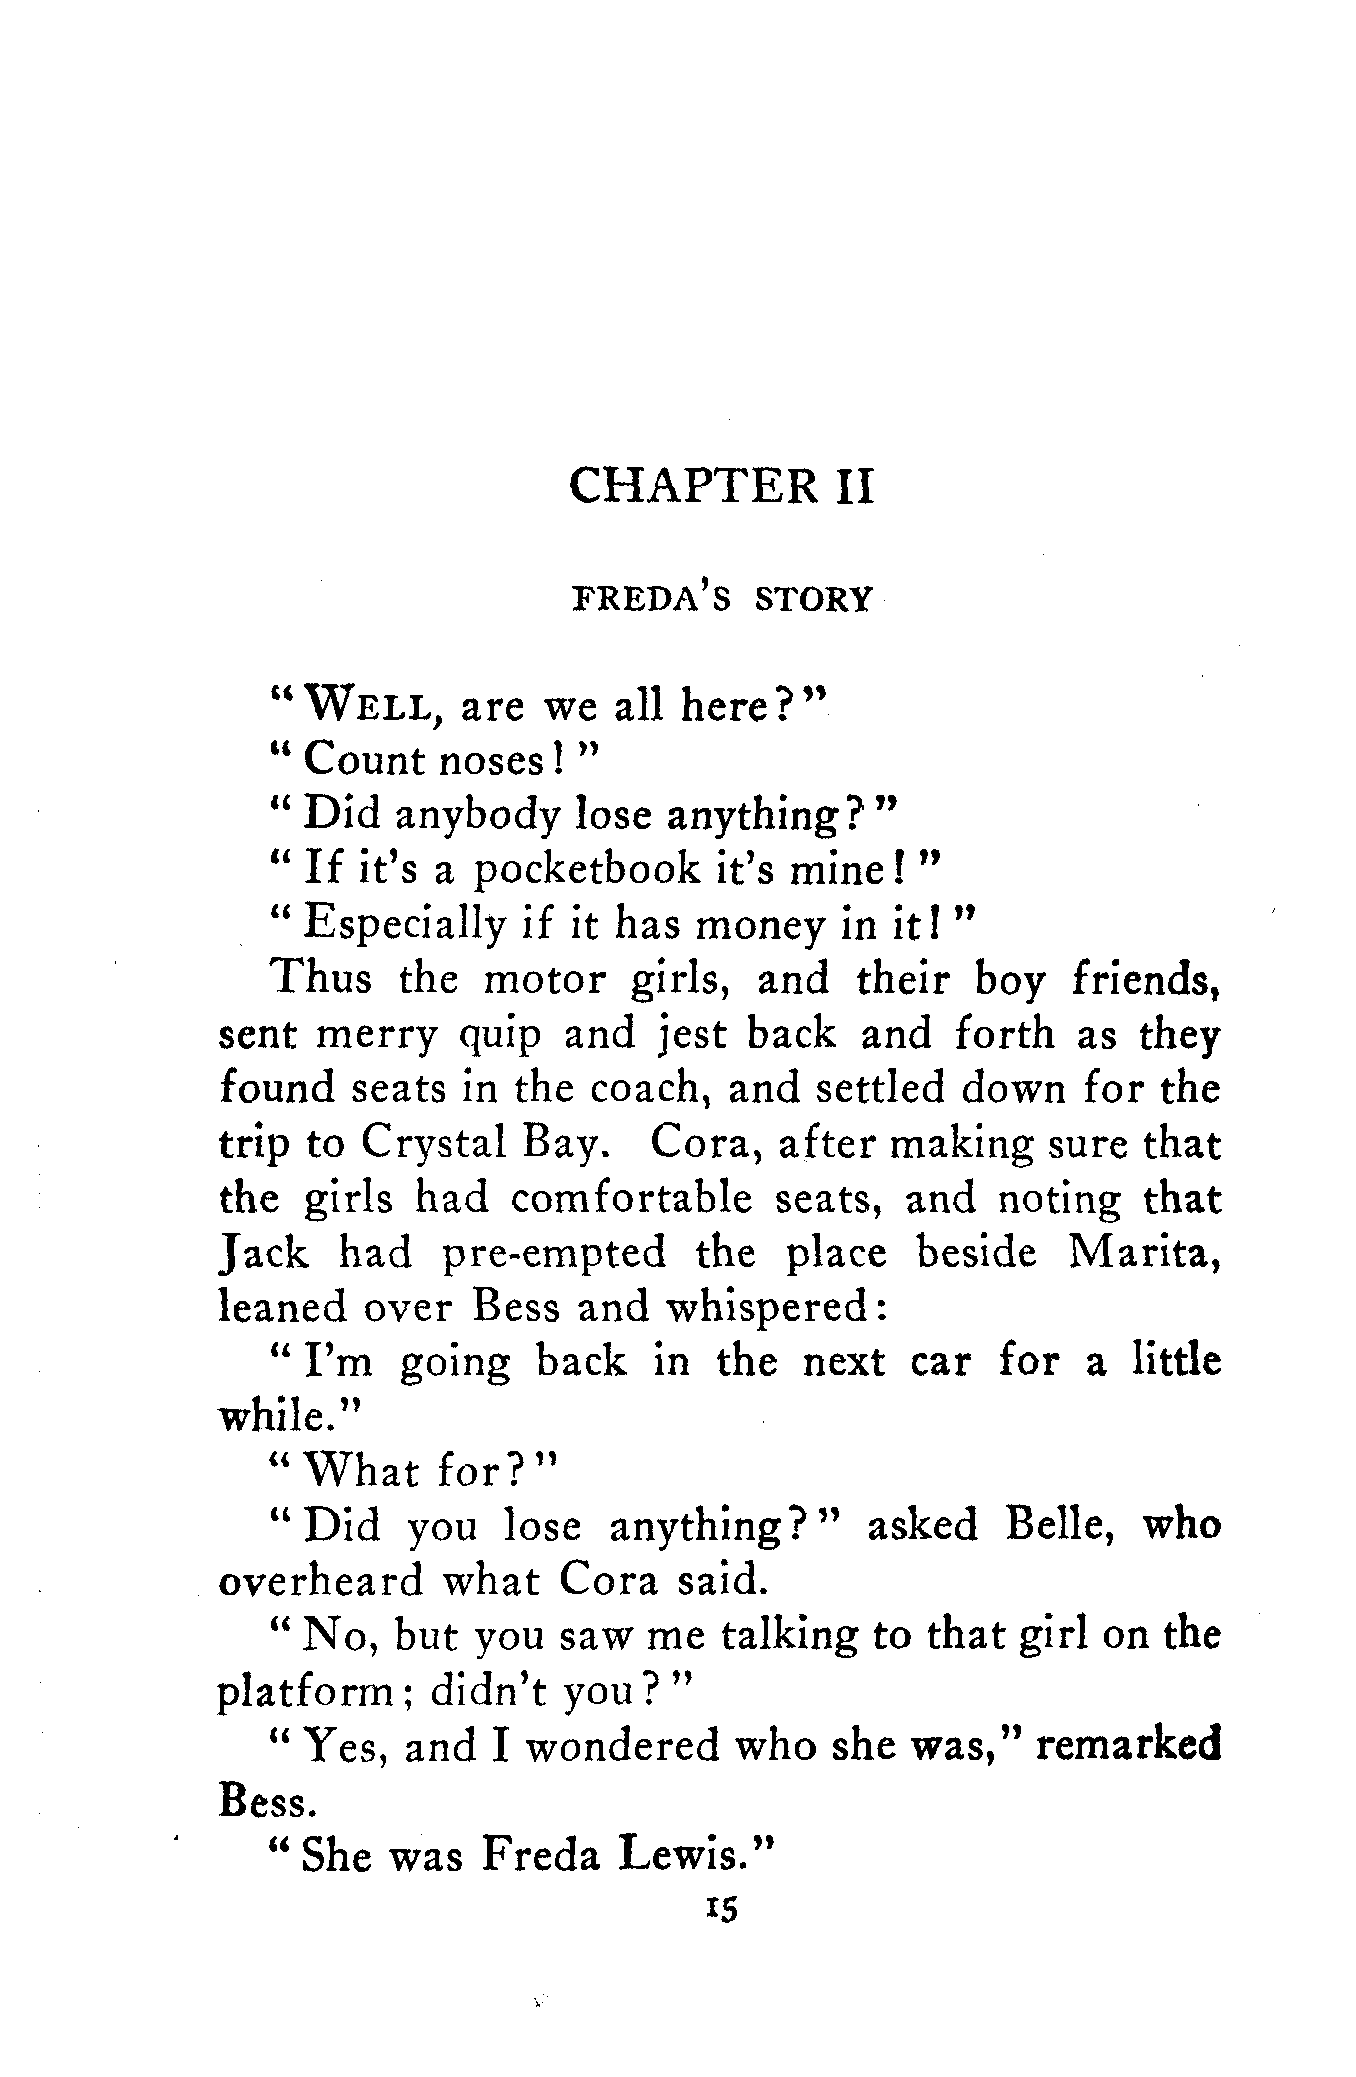 CHAPTER II
FREDA'S STORY
“WELL, are we all here?”
“Count noses!”
“Did anybody lose anything?”
“If it's a pocketbook it's mine!”
“Especially if it has money in it!”
Thus the motor girls, and their boy friends,
sent merry quip and jest back and forth as they
found seats in the coach, and settled down for the
trip to Crystal Bay. Cora, after making sure that
the girls had comfortable seats, and noting that
Jack had pre-empted the place beside Marita,
leaned over Bess and whispered:
“I'm going back in the next car for a little
while.”
“What for?”
“Did you lose anything?” asked Belle, who
overheard what Cora said.
“No, but you saw me talking to that girl on the
platform; didn't you?”
“Yes, and I wondered who she was,” remarked
Bess.
“She was Freda Lewis.”
15